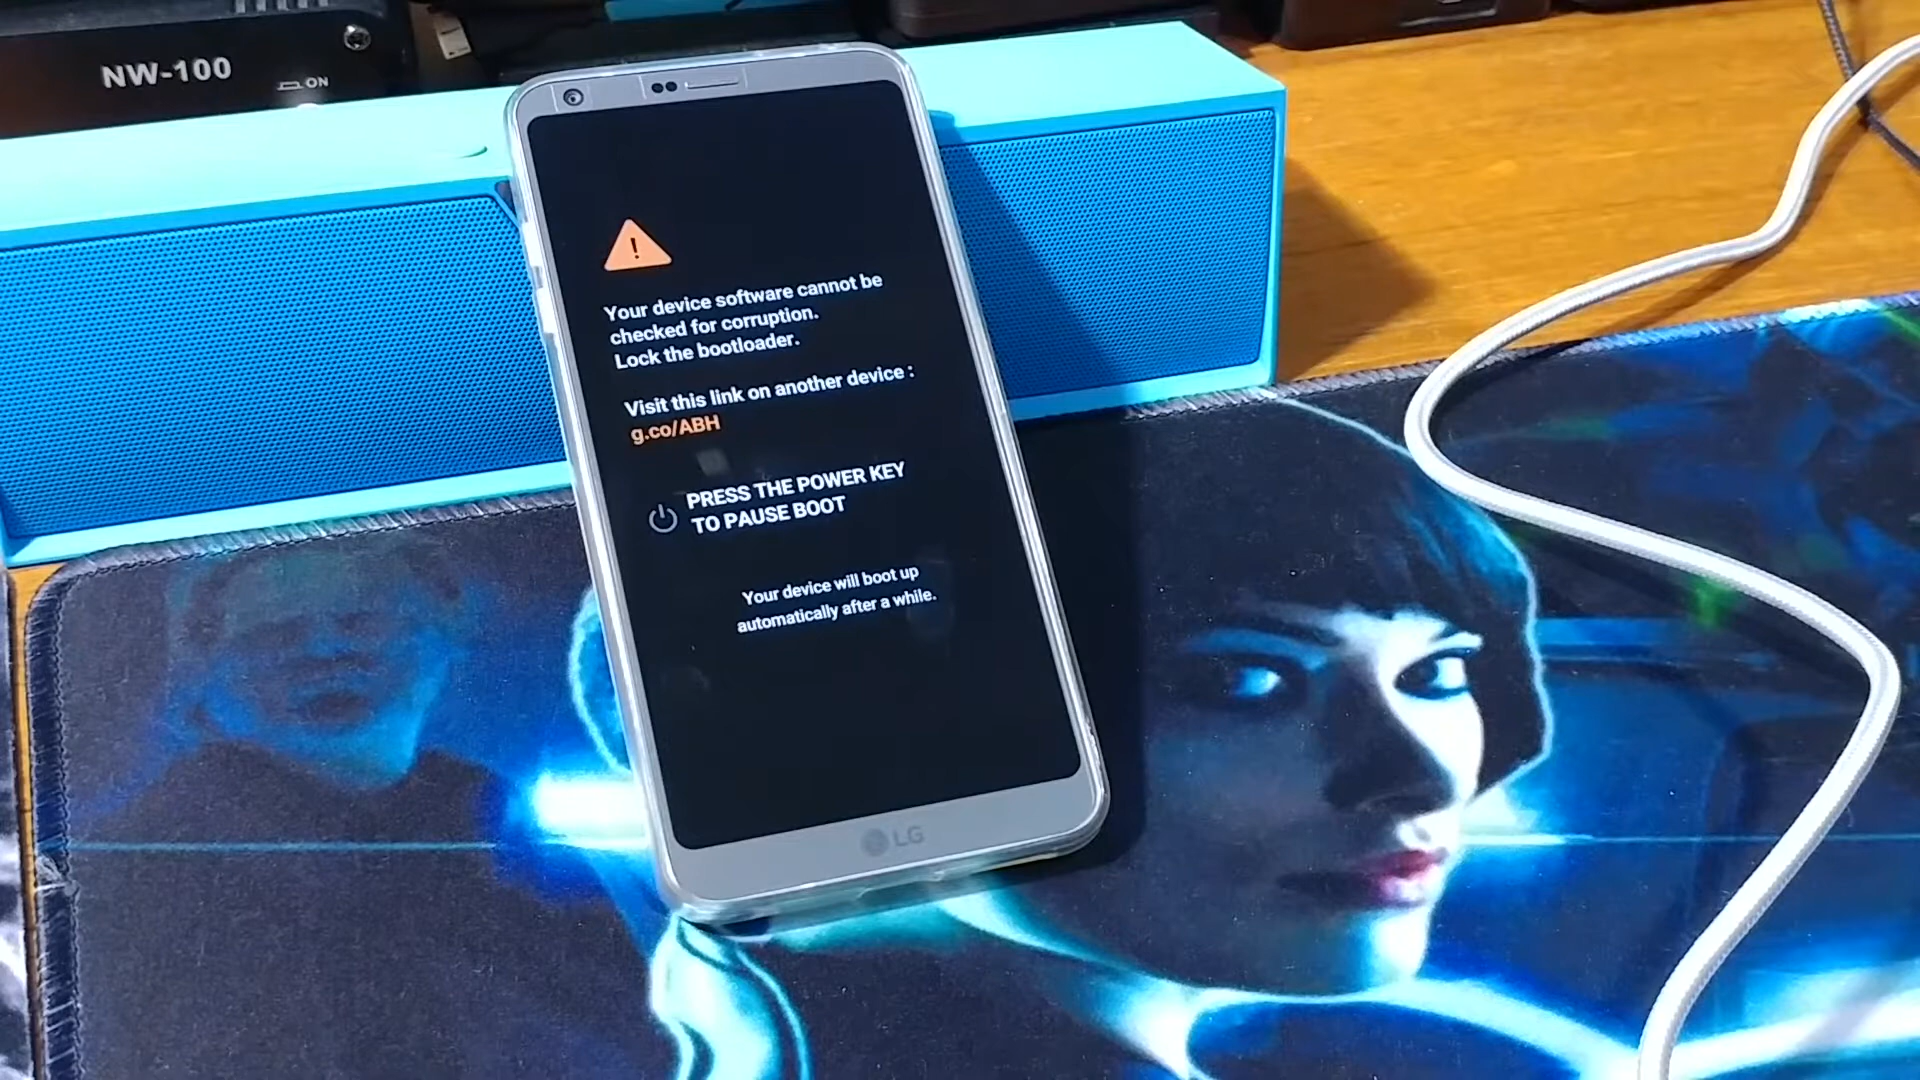 NW-100
ON
Your device software cannot be
checked for corruption.
Lock the bootloader.
Visit this link on another device :
g.co/ABH
PRESS THE POWER KEY
TO PAUSE BOOT
Your device will boot up
automatically after a while.
LG